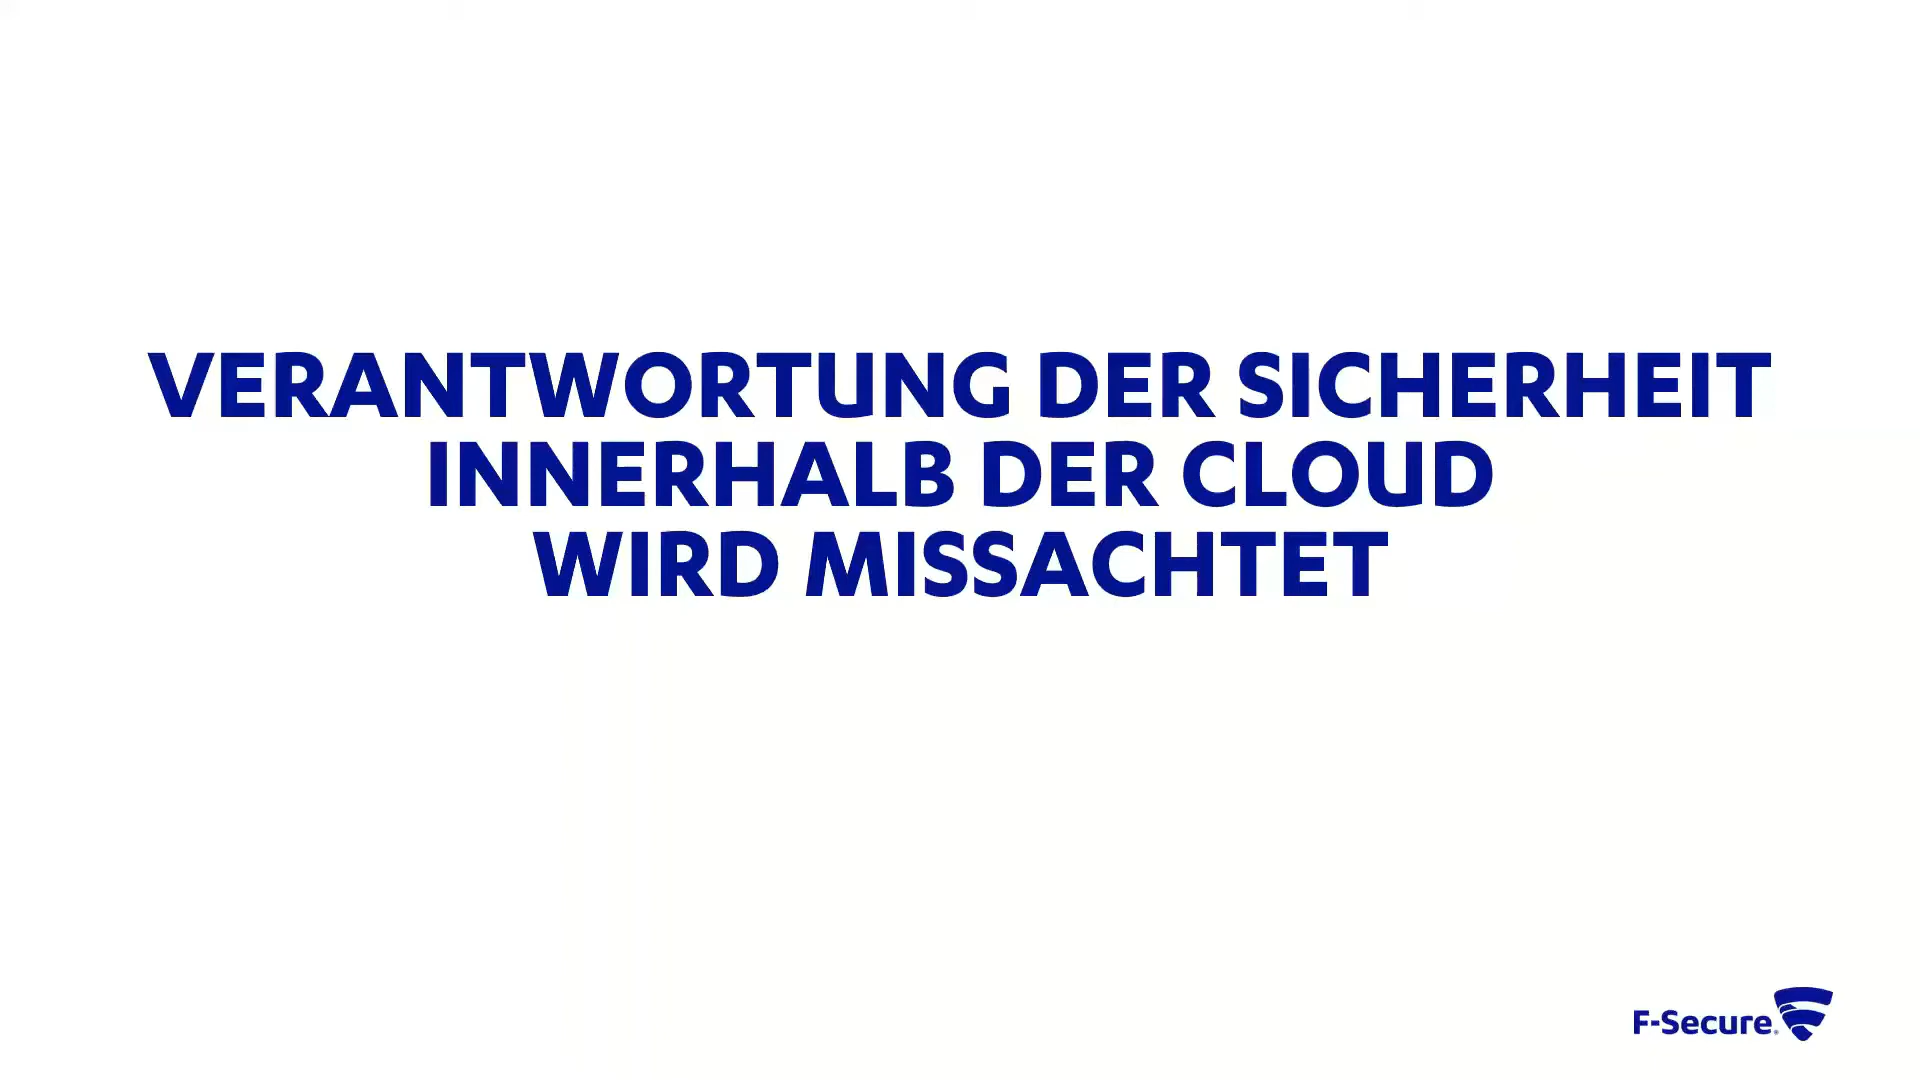 VERANTWORTUNG DER SICHERHEIT
INNERHALB DER CLOUD
WIRD MISSACHTET
F-Secure.